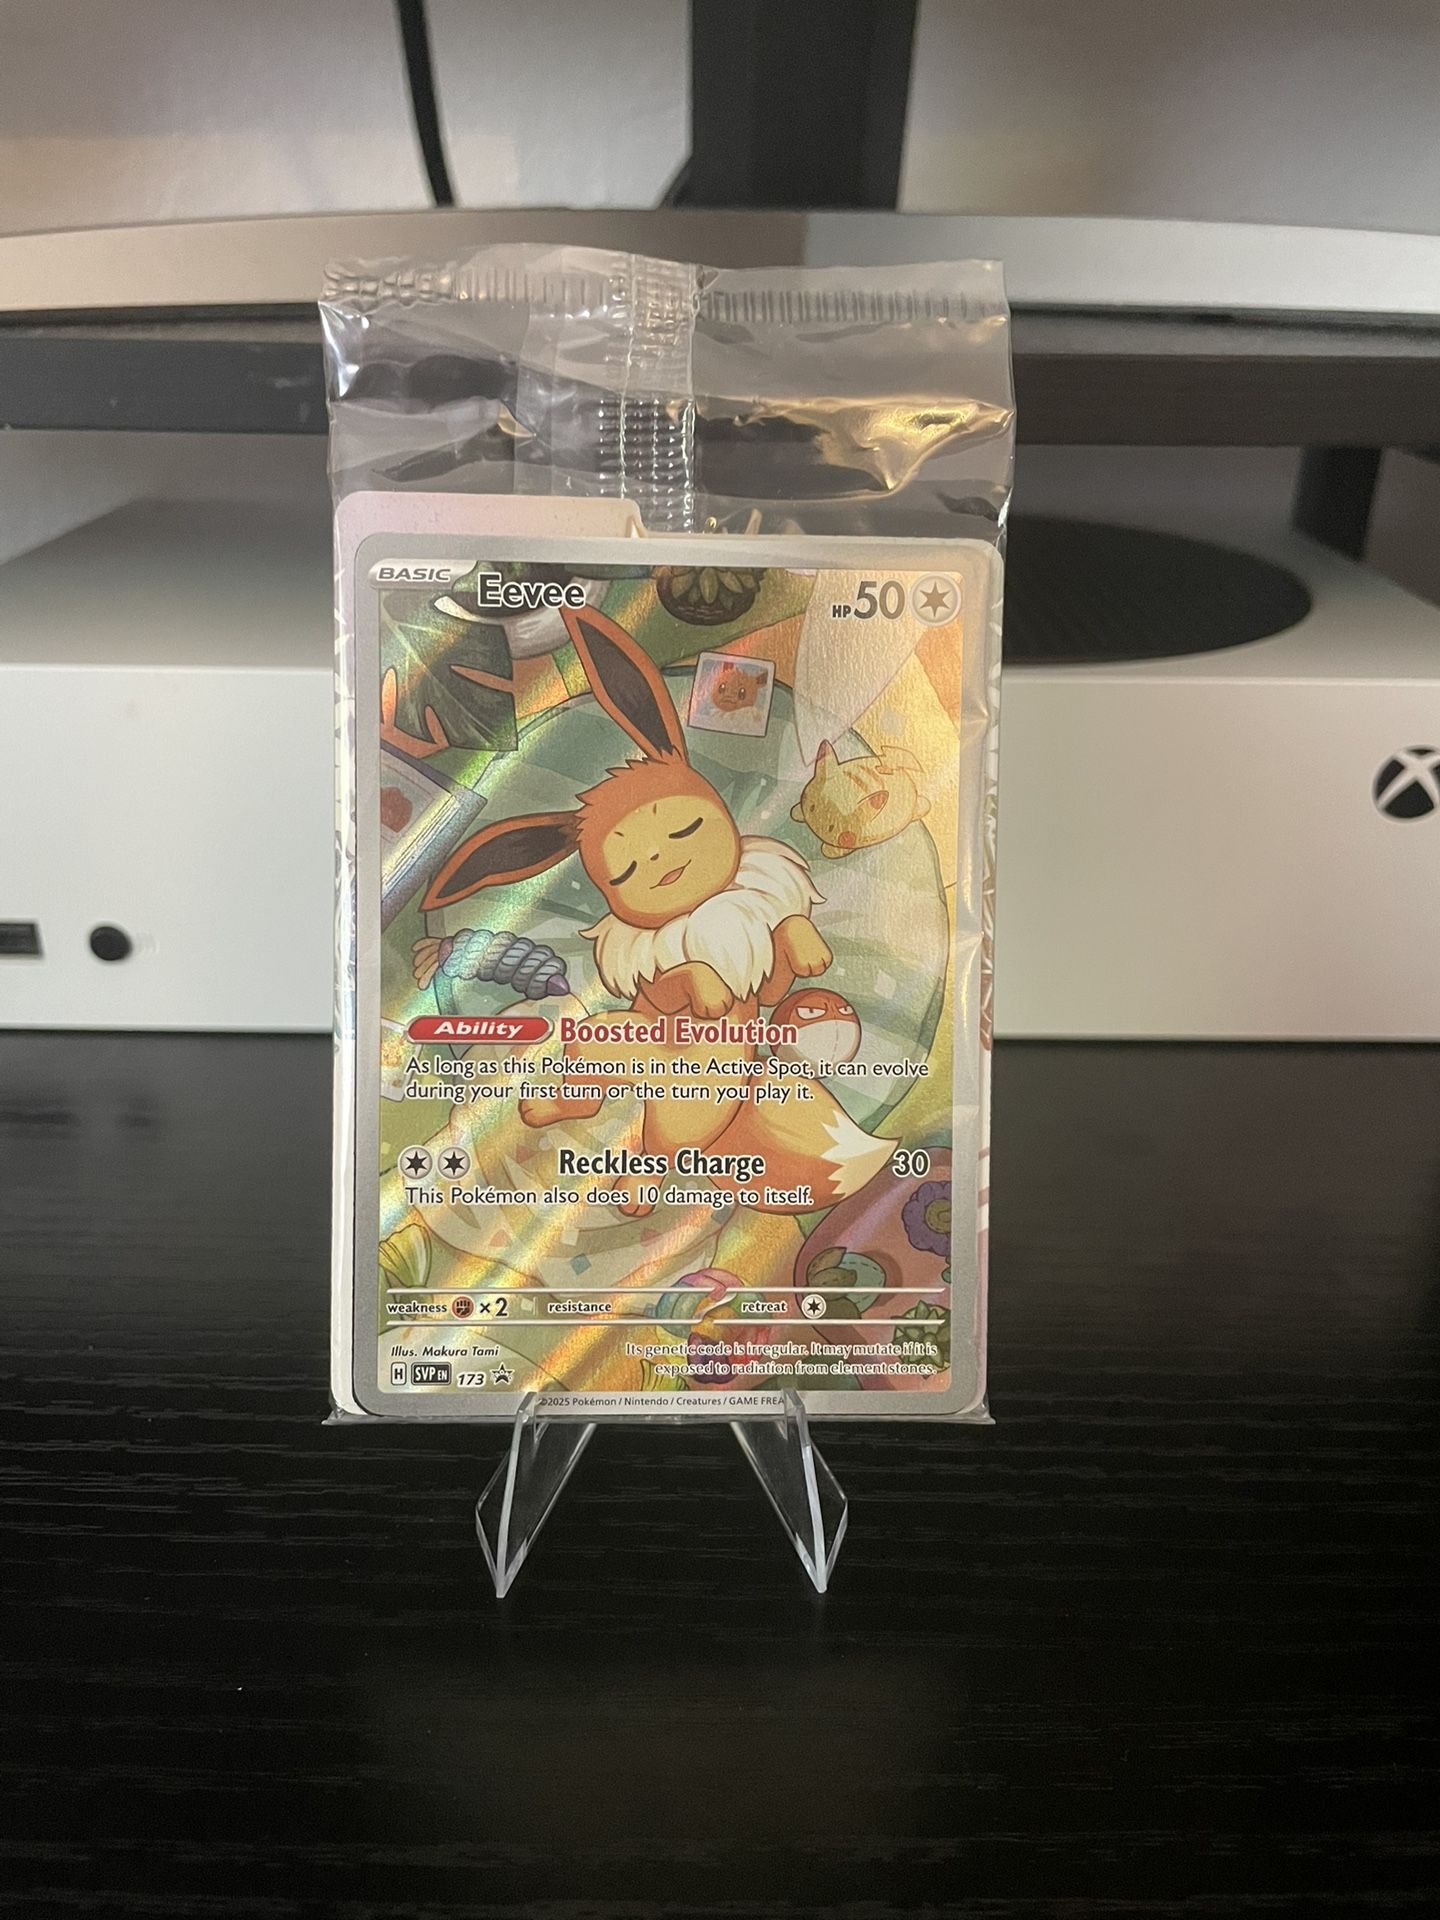 BASIC Eevee HP 50
Ability Boosted Evolution
As long as this Pokémon is in the Active Spot, it can evolve
during your first turn or the turn you play it.
Reckless Charge 30
This Pokémon also does 10 damage to itself.
weakness ×2 resistance retreat
Illus. Makura Tami
Its genetic code is irregular. It may mutate if it is
exposed to radiation from element stones.
H SVP EN 173
©2025 Pokémon / Nintendo / Creatures / GAME FREA